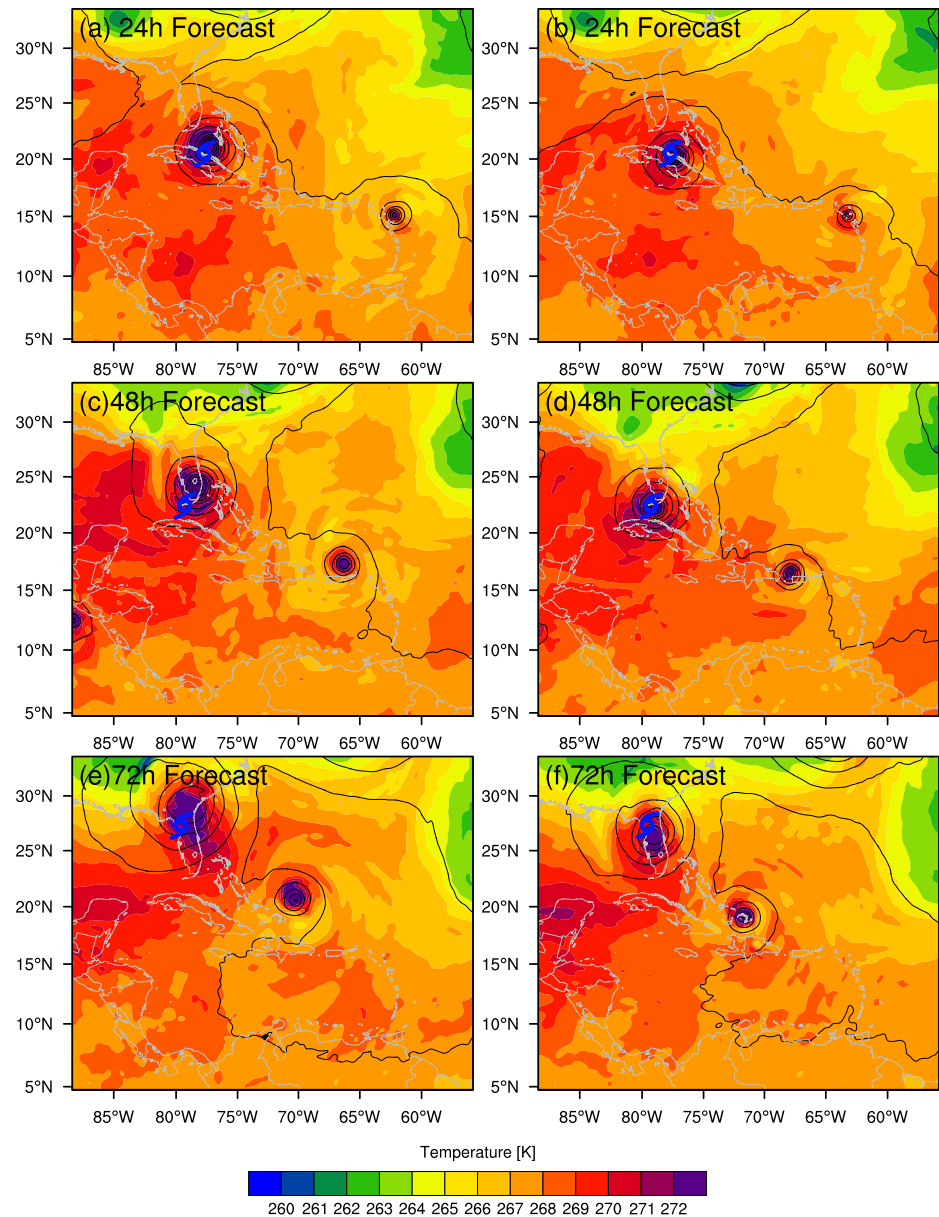 (a) 24h Forecast
(b) 24h Forecast
30°N
30°N
25°N
25°N
20°N
20°N
15°N
15°N
10°N
10°N
5°N
5°N
85°W 80°W 75°W 70°W 65°W 60°W
85°W 80°W 75°W 70°W 65°W 60°W
(c)48h Forecast
(d)48h Forecast
30°N
30°N
25°N
25°N
20°N
20°N
15°N
15°N
10°N
10°N
5°N
5°N
85°W 80°W 75°W 70°W 65°W 60°W
85°W 80°W 75°W 70°W 65°W 60°W
(e)72h Forecast
(f)72h Forecast
30°N
30°N
25°N
25°N
20°N
20°N
15°N
15°N
10°N
10°N
5°N
5°N
85°W 80°W 75°W 70°W 65°W 60°W
85°W 80°W 75°W 70°W 65°W 60°W
Temperature [K]
260 261 262 263 264 265 266 267 268 269 270 271 272